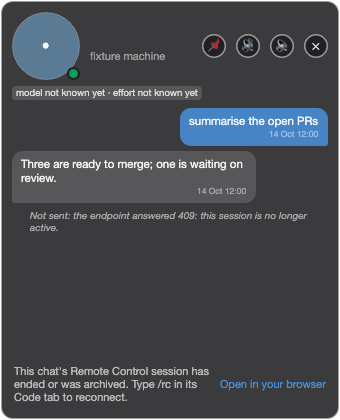 fixture machine
model not known yet · effort not known yet
summarise the open PRs
14 Oct 12:00
Three are ready to merge; one is waiting on
review.
14 Oct 12:00
Not sent: the endpoint answered 409: this session is no longer
active.
This chat's Remote Control session has
ended or was archived. Type /rc in its
Code tab to reconnect.
Open in your browser